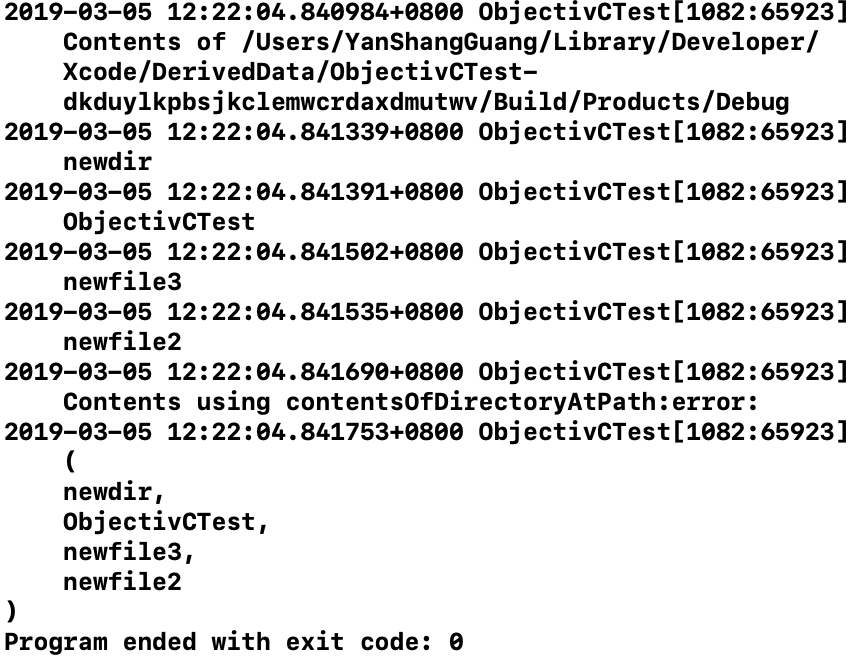 2019-03-05 12:22:04.840984+0800 ObjectivCTest[1082:65923]
Contents of /Users/YanShangGuang/Library/Developer/
Xcode/DerivedData/ObjectivCTest-
dkduylkpbsjkclemwcrdaxdmutwv/Build/Products/Debug
2019-03-05 12:22:04.841339+0800 ObjectivCTest[1082:65923]
newdir
2019-03-05 12:22:04.841391+0800 ObjectivCTest[1082:65923]
ObjectivCTest
2019-03-05 12:22:04.841502+0800 ObjectivCTest[1082:65923]
newfile3
2019-03-05 12:22:04.841535+0800 ObjectivCTest[1082:65923]
newfile2
2019-03-05 12:22:04.841690+0800 ObjectivCTest[1082:65923]
Contents using contentsOfDirectoryAtPath:error:
2019-03-05 12:22:04.841753+0800 ObjectivCTest[1082:65923]
(
newdir,
ObjectivCTest,
newfile3,
newfile2
)
Program ended with exit code: 0